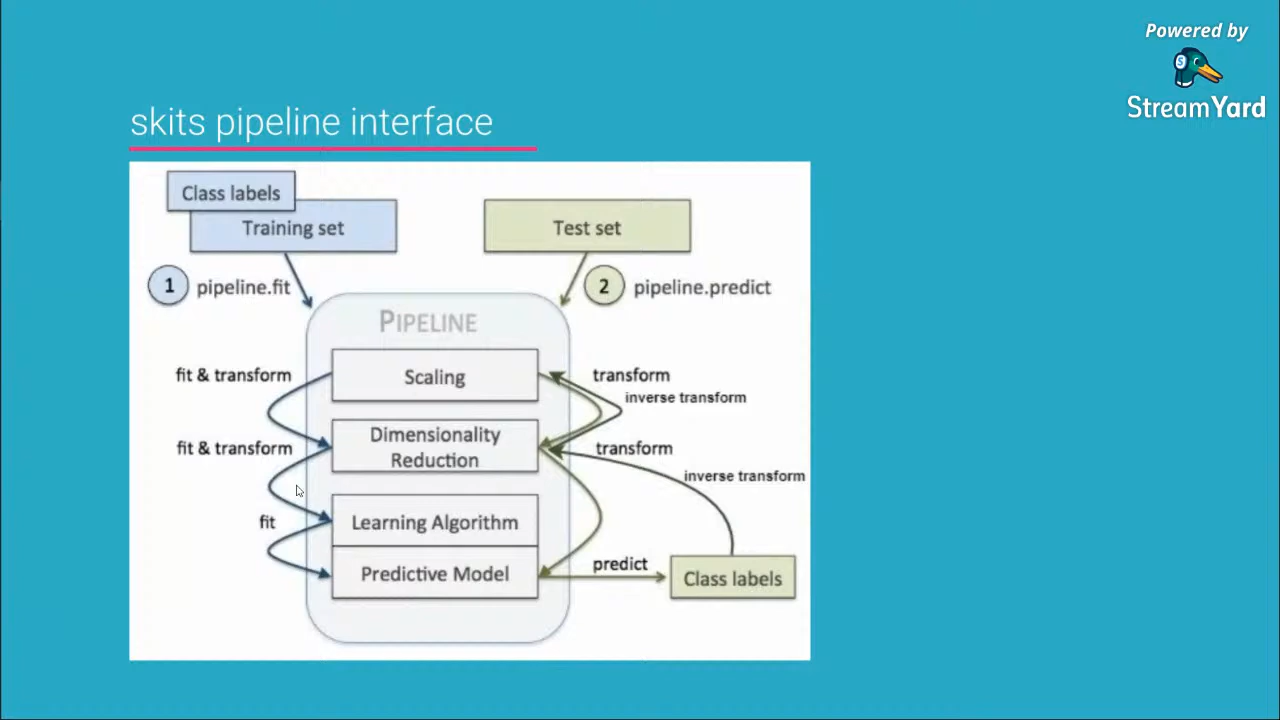 Powered by
StreamYard
skits pipeline interface
Class labels
Training set
Test set
1
pipeline.fit
2
pipeline.predict
PIPELINE
fit & transform
Scaling
transform
inverse transform
fit & transform
Dimensionality
Reduction
transform
inverse transform
fit
Learning Algorithm
Predictive Model
predict
Class labels